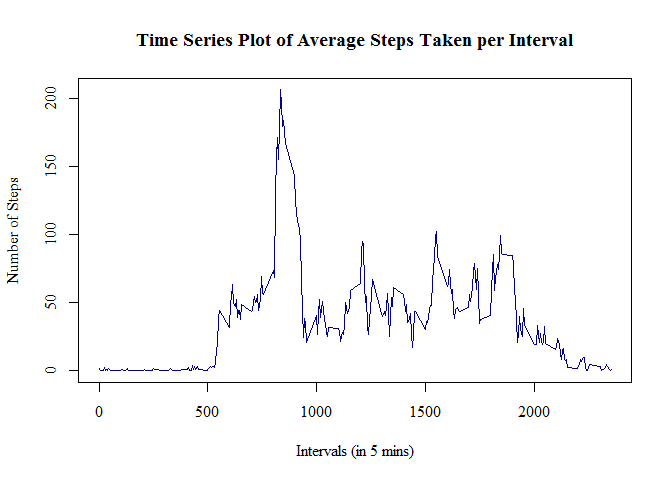 Time Series Plot of Average Steps Taken per Interval
Number of Steps
200
150
100
50
0
0 500 1000 1500 2000
Intervals (in 5 mins)